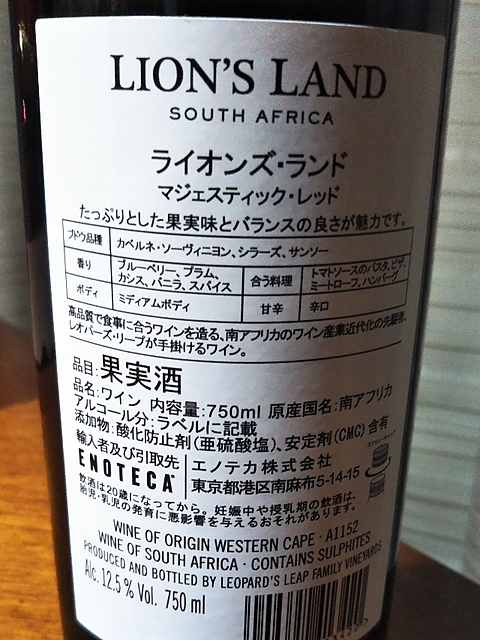 LION'S LAND
SOUTH AFRICA
ライオンズ・ランド
マジェスティック・レッド
たっぷりとした果実味とバランスの良さが魅力です。
ブドウ品種 カベルネ・ソーヴィニヨン、シラーズ、サンソー
香り ブルーベリー、プラム、カシス、バニラ、スパイス 合う料理 トマトソースのパスタ、ピザ、ミートローフ、ハンバーグ
ボディ ミディアムボディ 甘辛 辛口
高品質で食事に合うワインを造る、南アフリカのワイン産業近代化の先駆者、
レオパーズ・リープが手掛けるワイン。
品目:果実酒
品名:ワイン 内容量:750ml 原産国名:南アフリカ
アルコール分:ラベルに記載
添加物:酸化防止剤(亜硫酸塩)、安定剤(CMC)含有
輸入者及び引取先
ENOTECA エノテカ株式会社
東京都港区南麻布5-14-15
飲酒は20歳になってから。妊娠中や授乳期の飲酒は、
胎児・乳児の発育に悪影響を与えるおそれがあります。
WINE OF ORIGIN WESTERN CAPE · A1152
WINE OF SOUTH AFRICA · CONTAINS SULPHITES
PRODUCED AND BOTTLED BY LEOPARD'S LEAP FAMILY VINEYARDS
Alc. 12.5 % Vol. 750 ml